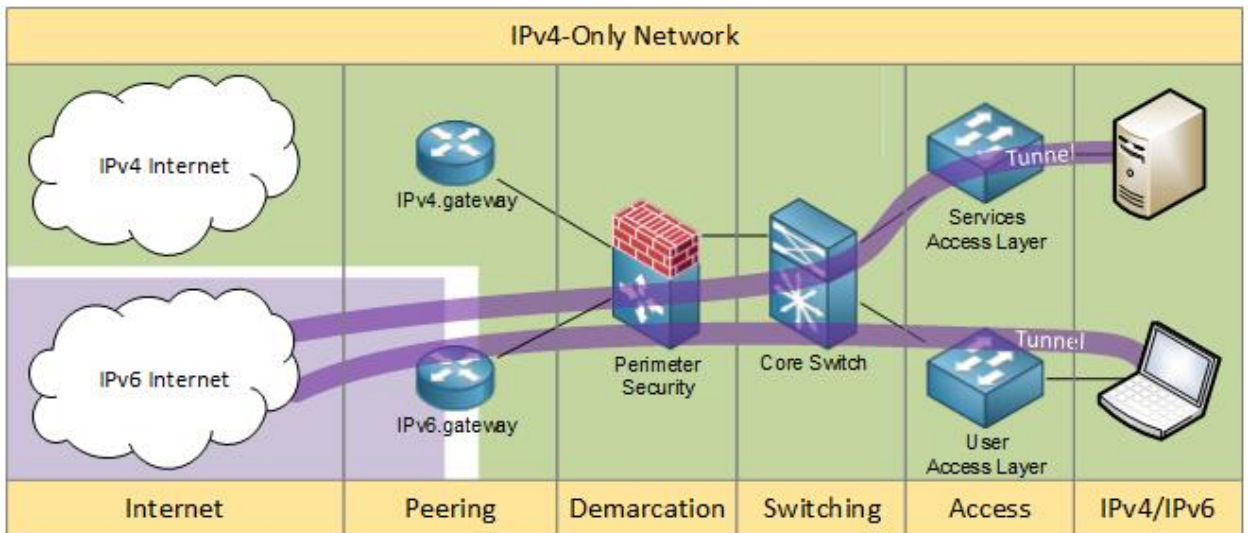 IPv4-Only Network
IPv4 Internet
IPv4.gateway
Tunnel
Services
Access Layer
IPv6 Internet
IPv6.gateway
Perimeter
Security
Core Switch
Tunnel
User
Access Layer
Internet
Peering
Demarcation
Switching
Access
IPv4/IPv6